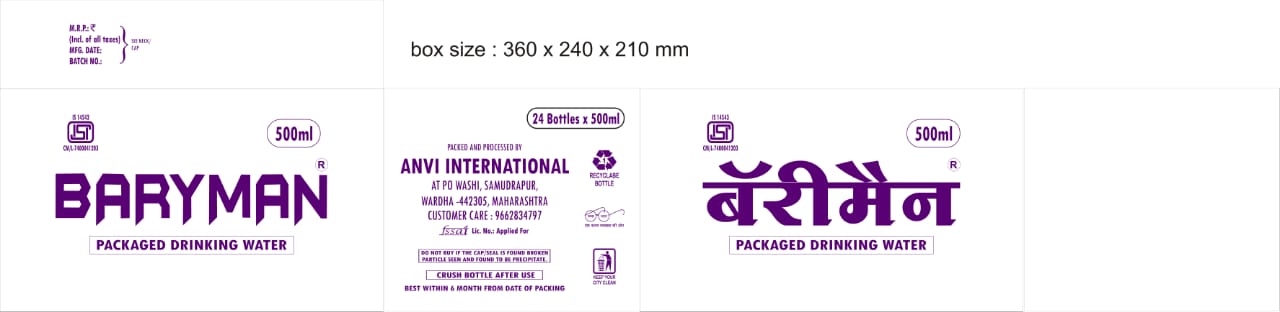 M.R.P.: ₹
(Incl. of all taxes)
MFG. DATE:
BATCH NO.:
SEE NECK/
CAP
box size : 360 x 240 x 210 mm
IS 14543
CM/L-7400041203
500ml
BARYMAN®
PACKAGED DRINKING WATER
24 Bottles x 500ml
PACKED AND PROCESSED BY
ANVI INTERNATIONAL
AT PO WASHI, SAMUDRAPUR,
WARDHA -442305, MAHARASHTRA
CUSTOMER CARE : 9662834797
fssai Lic. No.: Applied For
DO NOT BUY IF THE CAP/SEAL IS FOUND BROKEN
PARTICLE SEEN AND FOUND TO BE PRECIPITATE.
CRUSH BOTTLE AFTER USE
BEST WITHIN 6 MONTH FROM DATE OF PACKING
1
RECYCLABE
BOTTLE
एक कदम स्वच्छता की ओर
KEEP YOUR
CITY CLEAN
IS 14543
CM/L-7400041203
500ml
बॅरीमैन®
PACKAGED DRINKING WATER